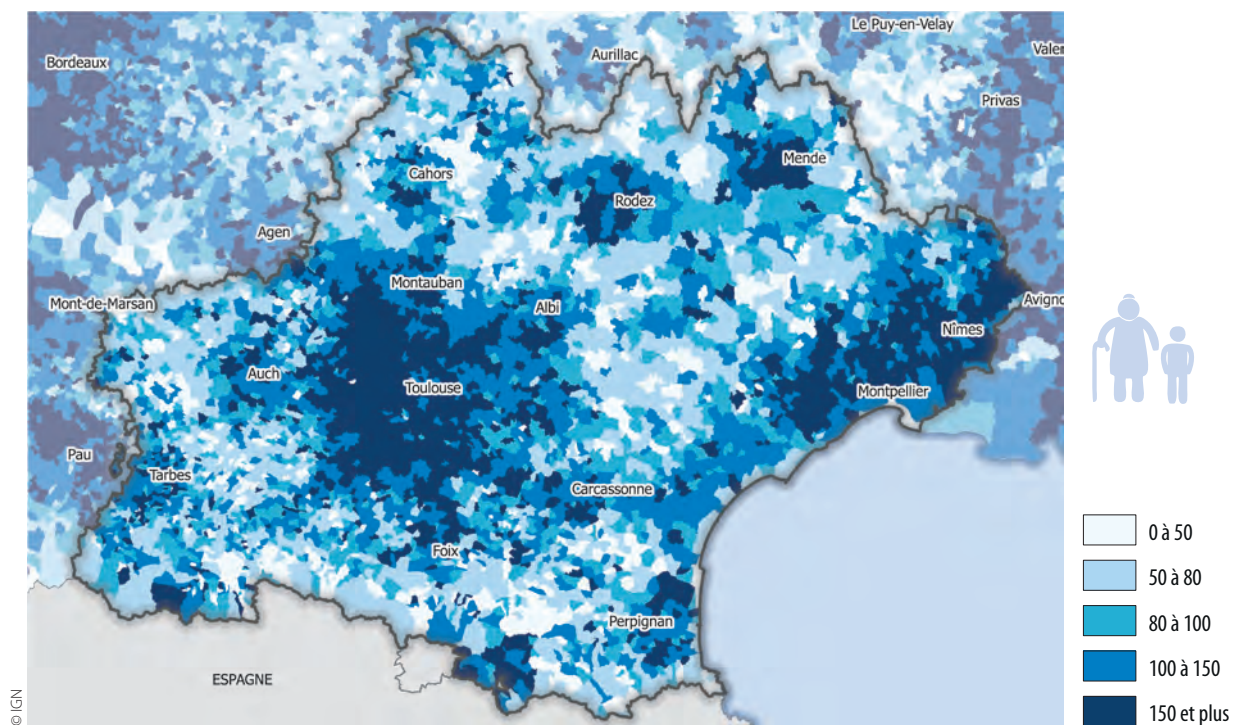 Le Puy-en-Velay
Aurillac
Valen
Bordeaux
Privas
Mende
Cahors
Rodez
Agen
Montauban
Mont-de-Marsan
Avigno
Albi
Nîmes
Auch
Toulouse
Montpellier
Pau
Tarbes
Carcassonne
Foix
Perpignan
ESPAGNE
© IGN
0 à 50
50 à 80
80 à 100
100 à 150
150 et plus